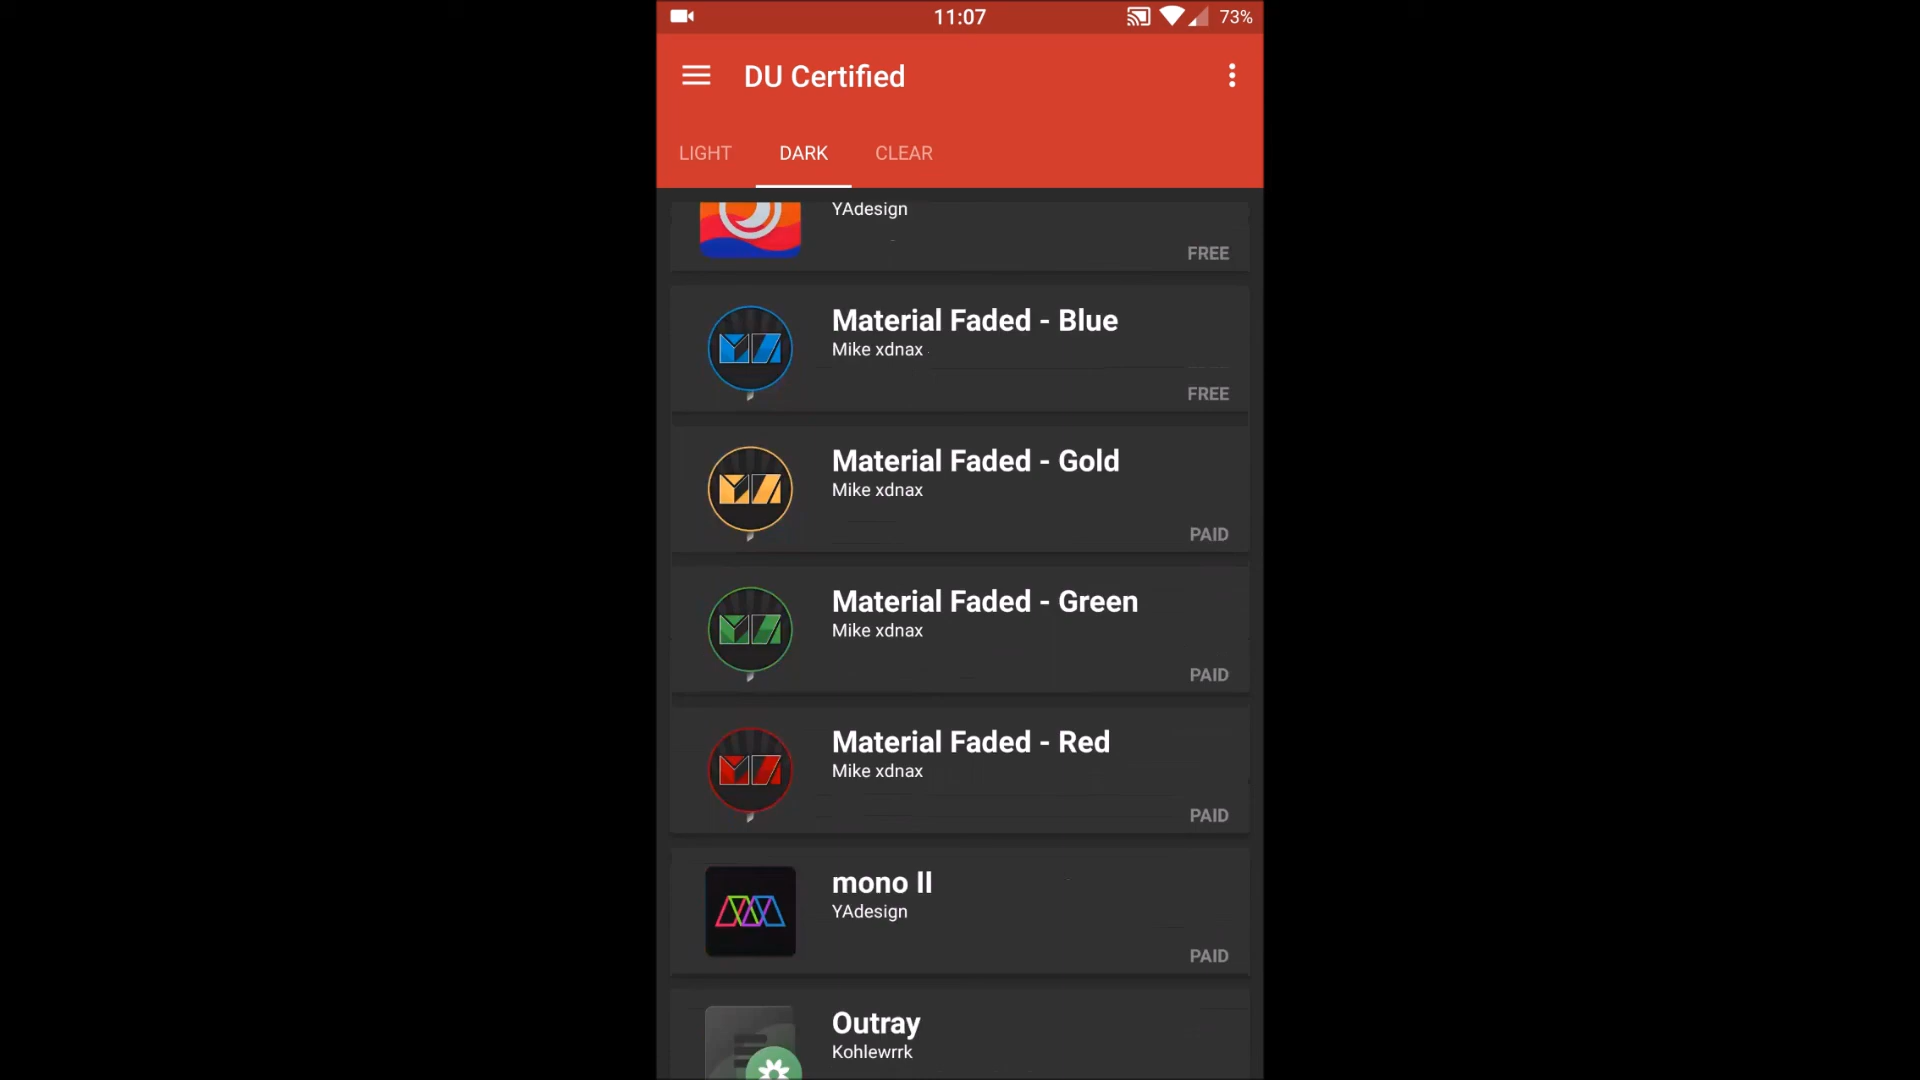 11:07
73%
DU Certified
LIGHT
DARK
CLEAR
YAdesign
FREE
Material Faded - Blue
Mike xdnax
FREE
Material Faded - Gold
Mike xdnax
PAID
Material Faded - Green
Mike xdnax
PAID
Material Faded - Red
Mike xdnax
PAID
mono II
YAdesign
PAID
Outray
Kohlewrrk